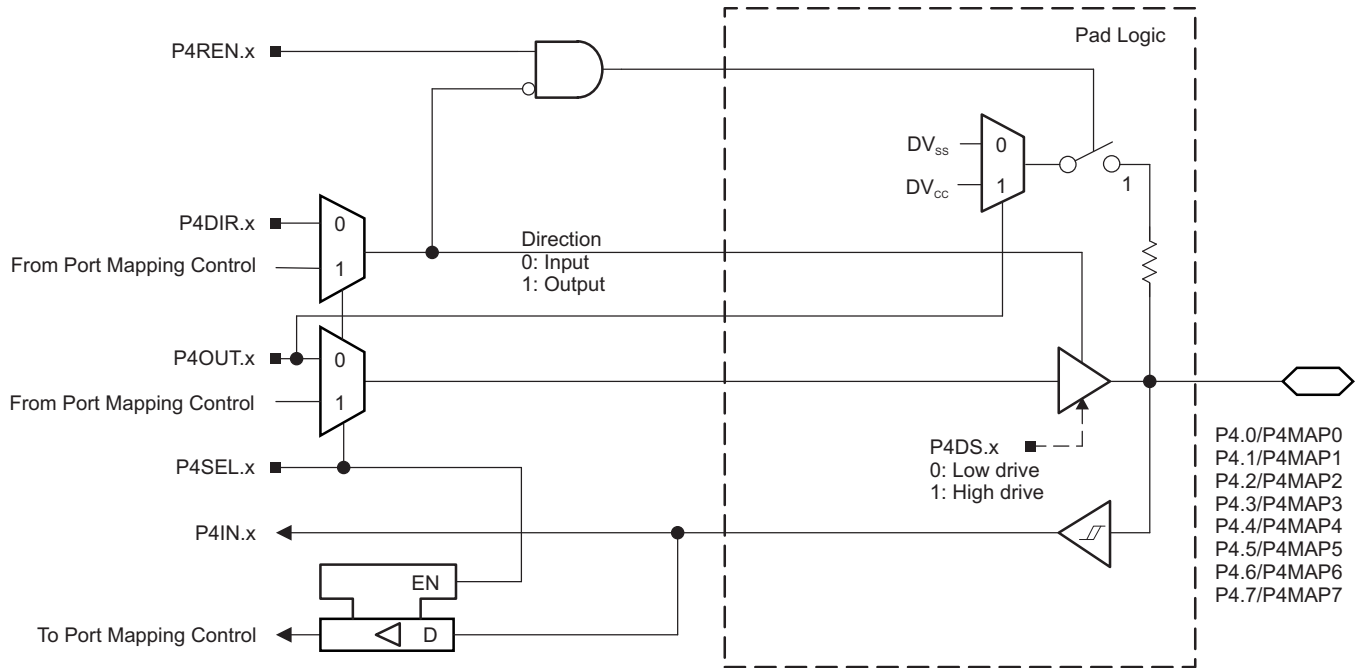 Pad Logic
P4REN.x
DVSS
0
DVCC
1
1
P4DIR.x
0
From Port Mapping Control
1
Direction
0: Input
1: Output
P4OUT.x
0
From Port Mapping Control
1
P4SEL.x
P4DS.x
0: Low drive
1: High drive
P4.0/P4MAP0
P4.1/P4MAP1
P4.2/P4MAP2
P4.3/P4MAP3
P4.4/P4MAP4
P4.5/P4MAP5
P4.6/P4MAP6
P4.7/P4MAP7
P4IN.x
EN
To Port Mapping Control
D